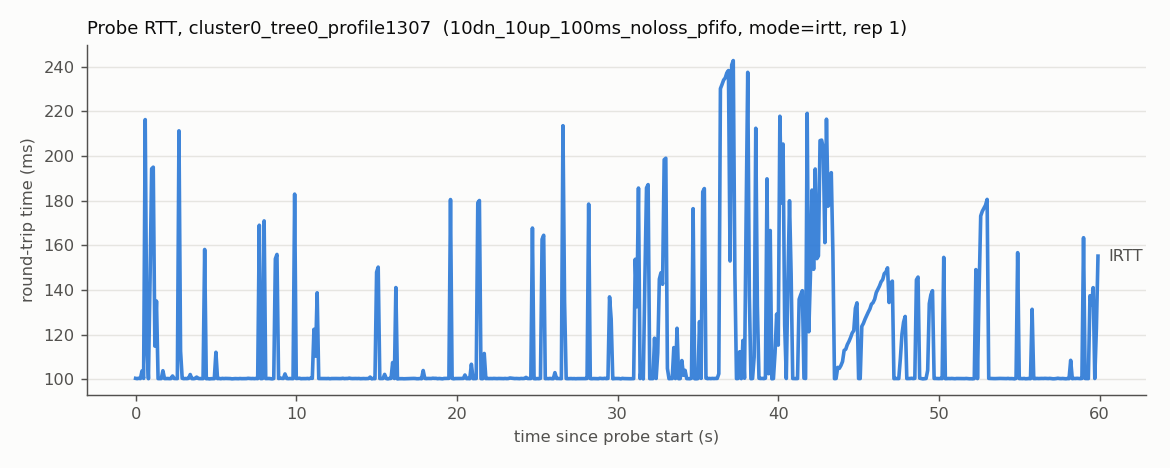 Probe RTT, cluster0_tree0_profile1307 (10dn_10up_100ms_noloss_pfifo, mode=irtt, rep 1)
round-trip time (ms)
240
220
200
180
160
140
120
100
IRTT
0 10 20 30 40 50 60
time since probe start (s)